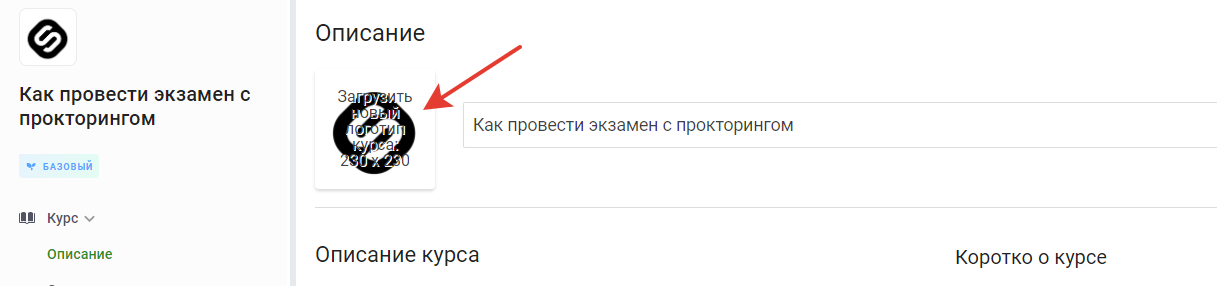 Как провести экзамен с
прокторингом
БАЗОВЫЙ
Курс
Описание
Описание
Загрузить
новый
логотип
курса:
230 x 230
Как провести экзамен с прокторингом
Описание курса
Коротко о курсе